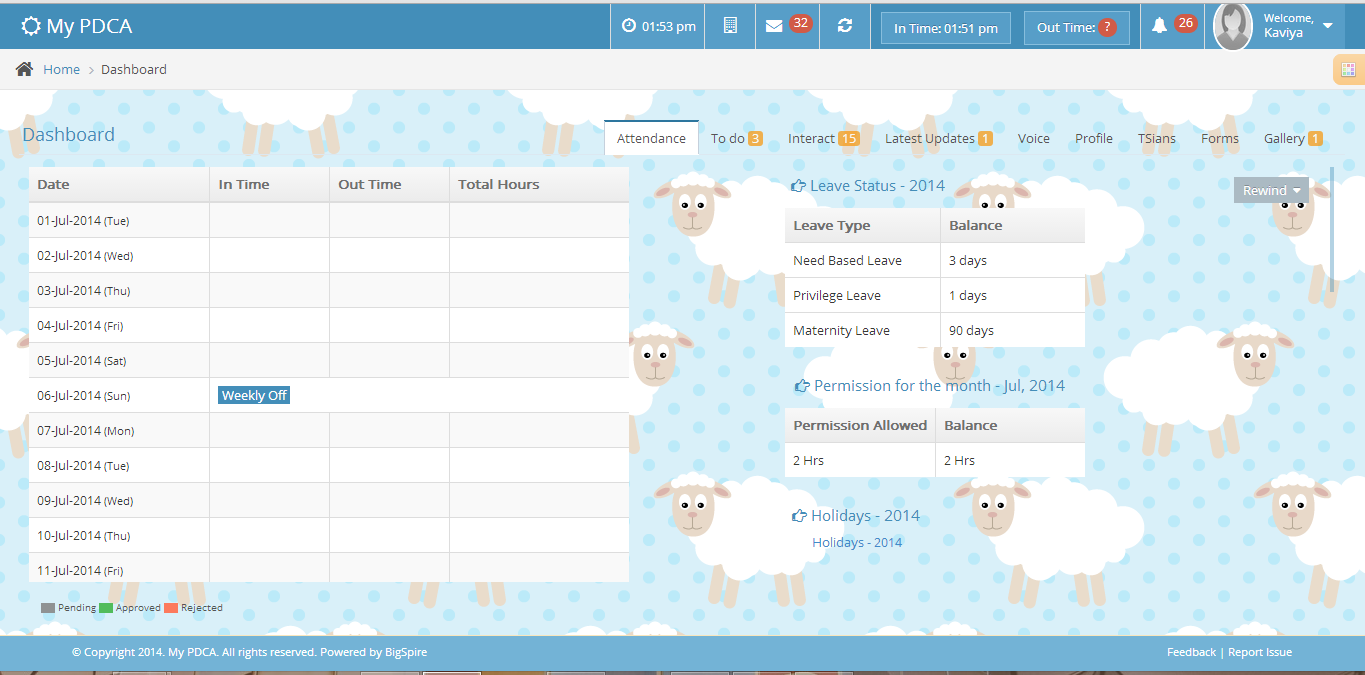 My PDCA
01:53 pm
32
In Time: 01:51 pm
Out Time: ?
26
Welcome,
Kaviya
Home > Dashboard
Dashboard
Attendance
To do 3
Interact 15
Latest Updates 1
Voice
Profile
TSians
Forms
Gallery 1
Date In Time Out Time Total Hours
01-Jul-2014 (Tue)
02-Jul-2014 (Wed)
03-Jul-2014 (Thu)
04-Jul-2014 (Fri)
05-Jul-2014 (Sat)
06-Jul-2014 (Sun) Weekly Off
07-Jul-2014 (Mon)
08-Jul-2014 (Tue)
09-Jul-2014 (Wed)
10-Jul-2014 (Thu)
11-Jul-2014 (Fri)
Pending Approved Rejected
Leave Status - 2014
Rewind
Leave Type Balance
Need Based Leave 3 days
Privilege Leave 1 days
Maternity Leave 90 days
Permission for the month - Jul, 2014
Permission Allowed Balance
2 Hrs 2 Hrs
Holidays - 2014
Holidays - 2014
© Copyright 2014. My PDCA. All rights reserved. Powered by BigSpire
Feedback | Report Issue